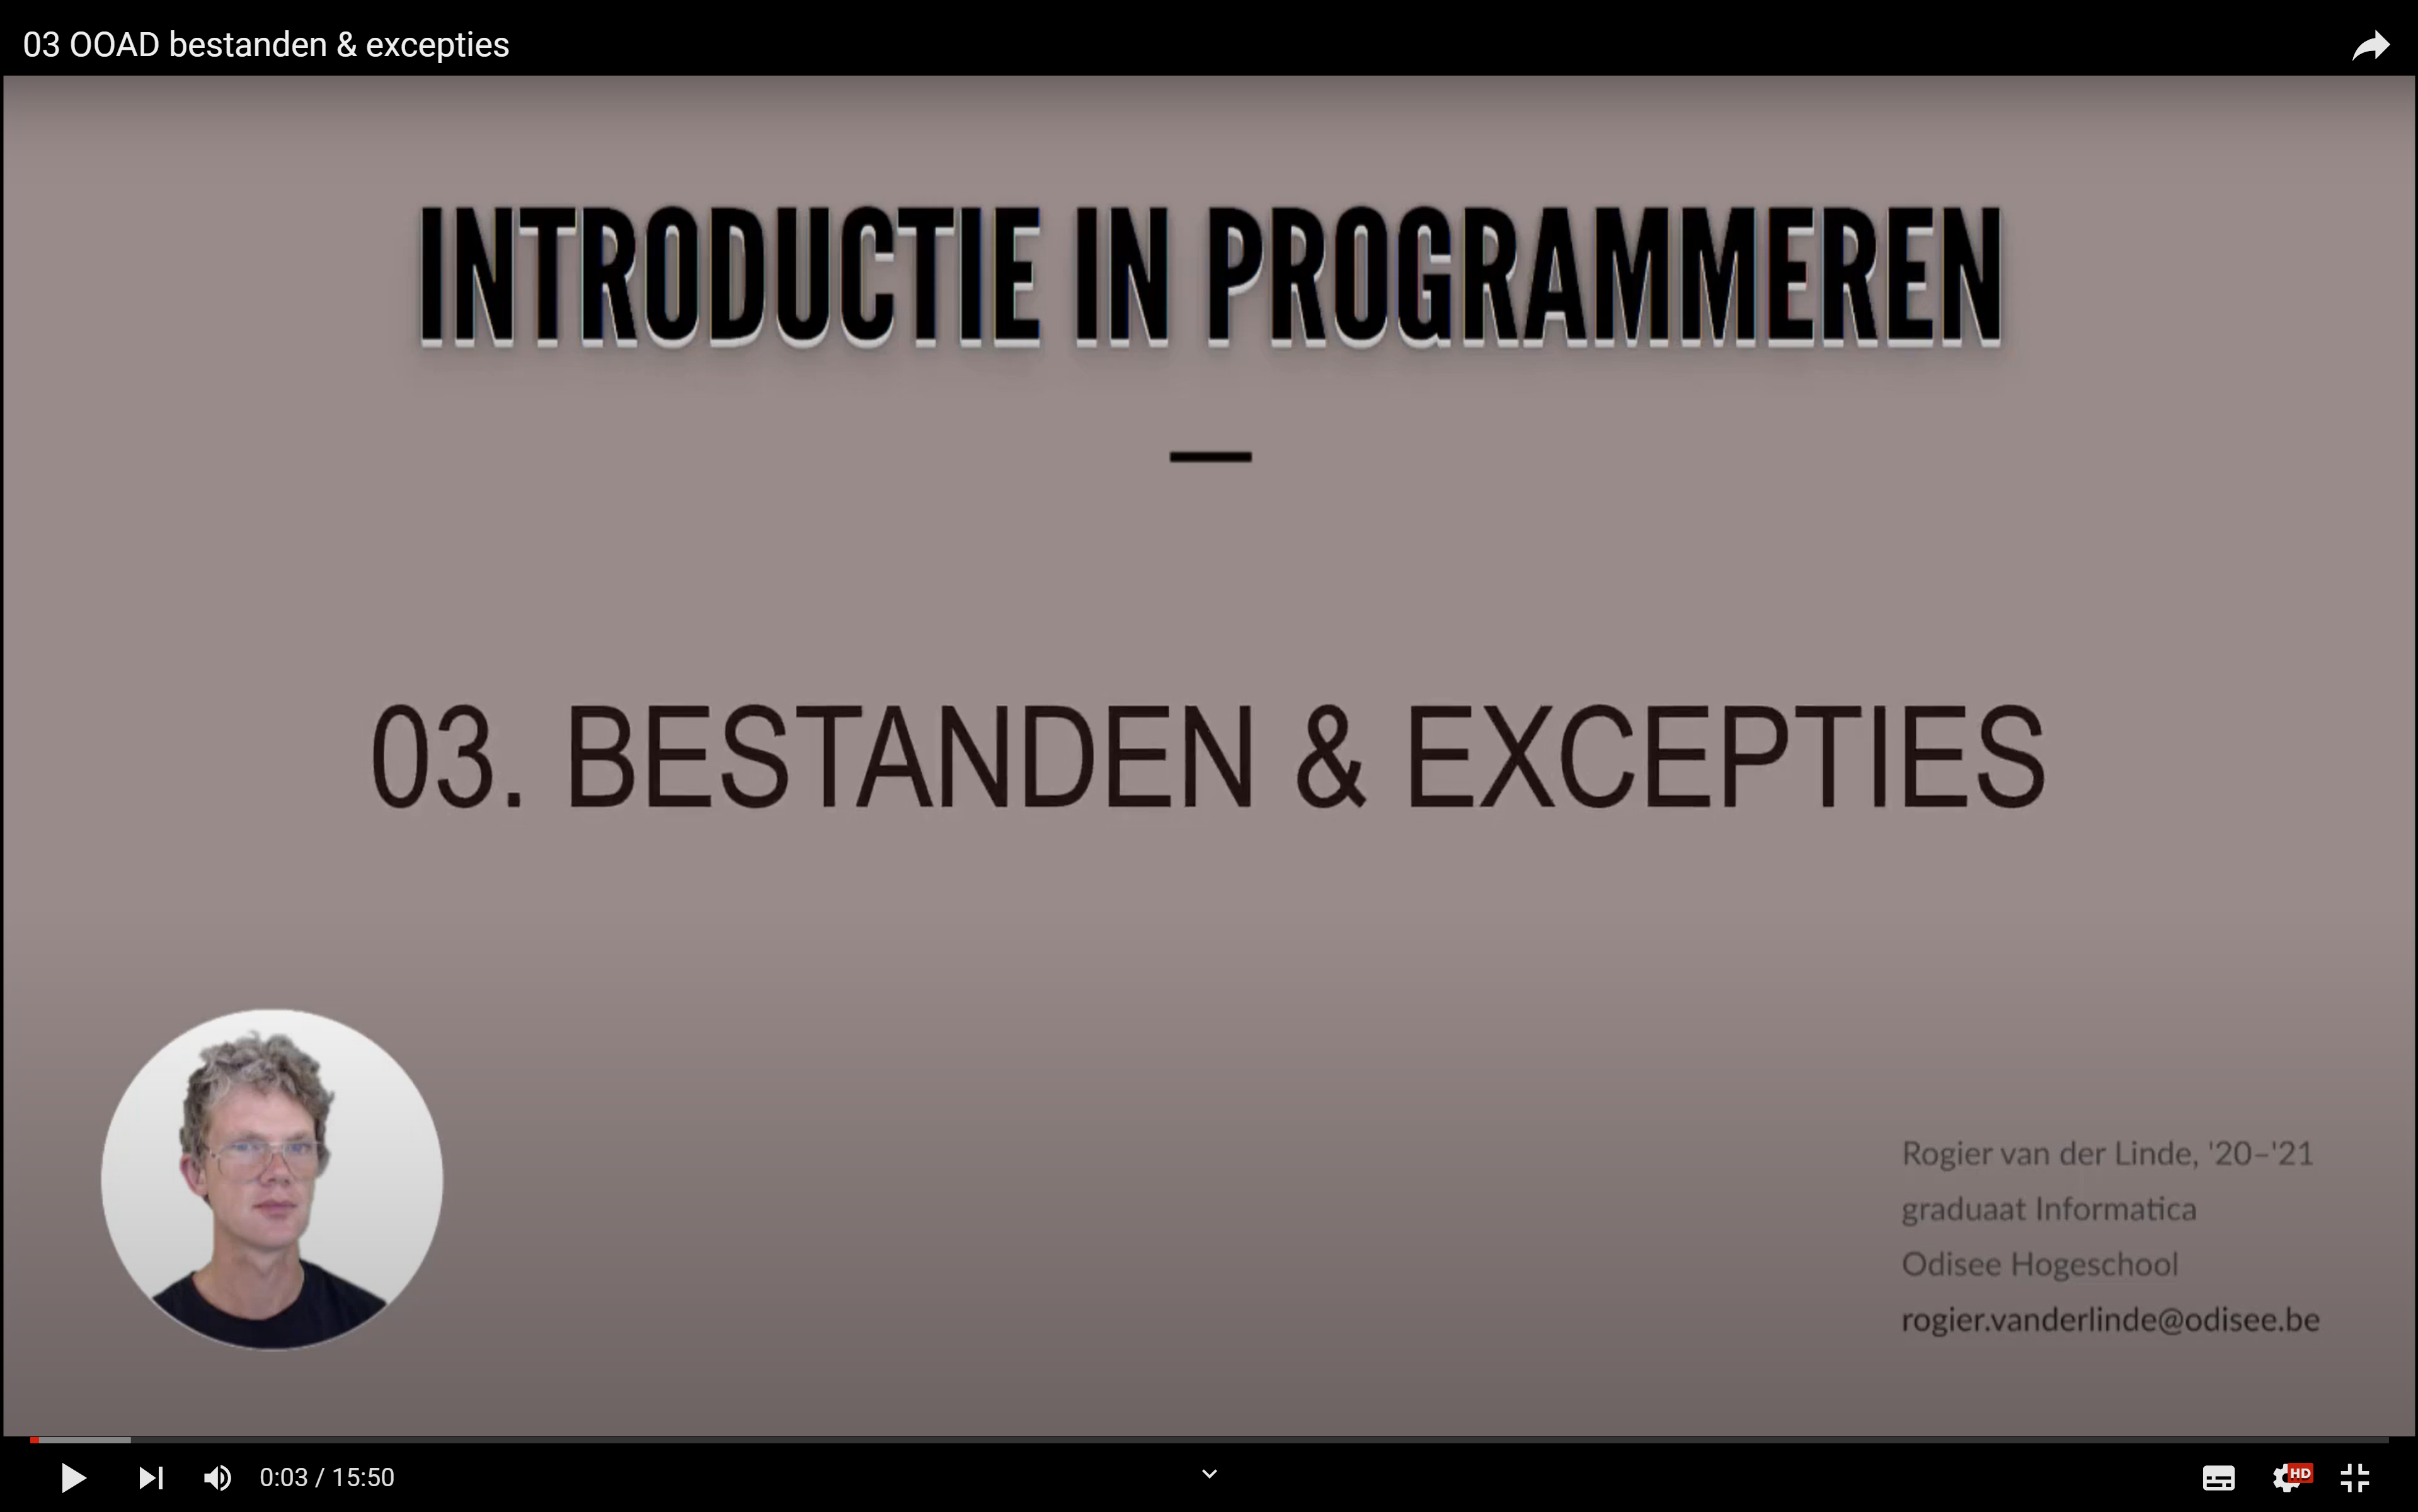 03 OOAD bestanden & excepties
INTRODUCTIE IN PROGRAMMEREN
03. BESTANDEN & EXCEPTIES
Rogier van der Linde, '20–'21
graduaat Informatica
Odisee Hogeschool
rogier.vanderlinde@odisee.be
0:03 / 15:50
HD